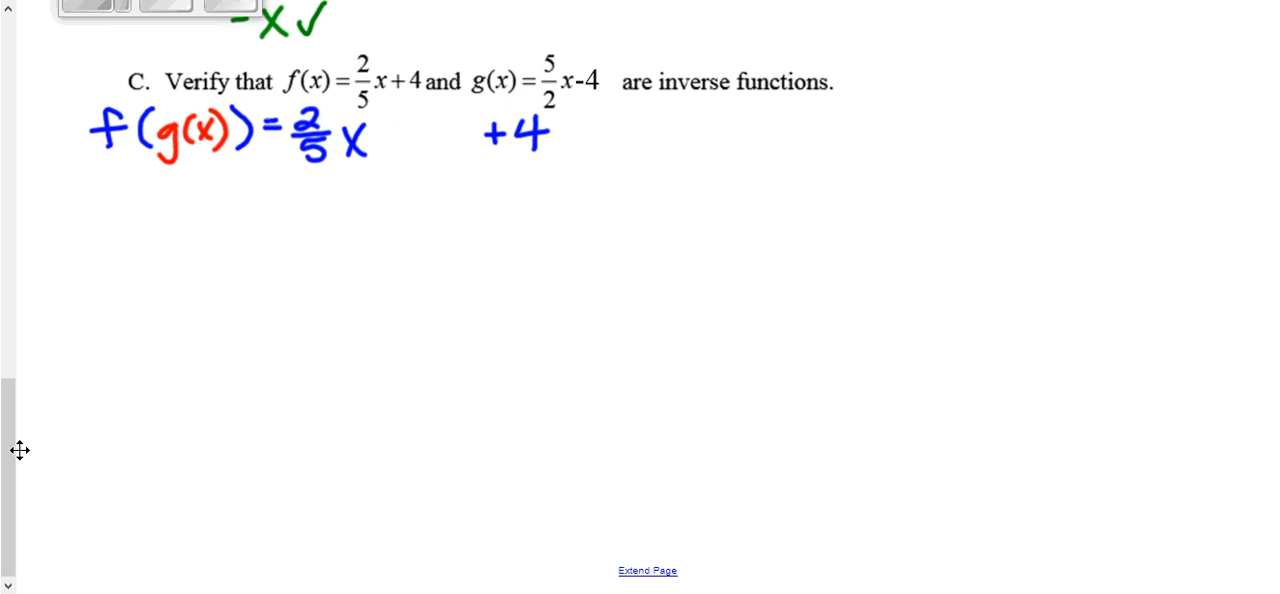 - x ✓
C. Verify that f(x) = 2/5 x + 4 and g(x) = 5/2 x - 4 are inverse functions.
f(g(x)) = 2/5 x + 4
Extend Page